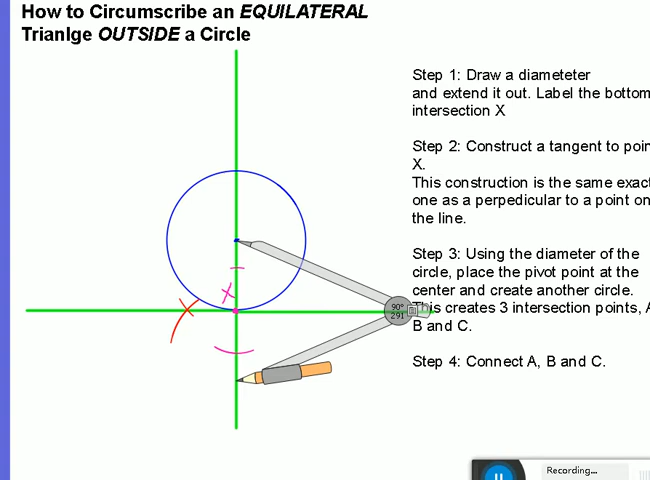 How to Circumscribe an EQUILATERAL
Trianlge OUTSIDE a Circle
Step 1: Draw a diameteter
and extend it out. Label the bottom
intersection X
Step 2: Construct a tangent to poin
X.
This construction is the same exact
one as a perpedicular to a point on
the line.
Step 3: Using the diameter of the
circle, place the pivot point at the
center and create another circle.
This creates 3 intersection points, A
B and C.
Step 4: Connect A, B and C.
X
90°
291
Recording...